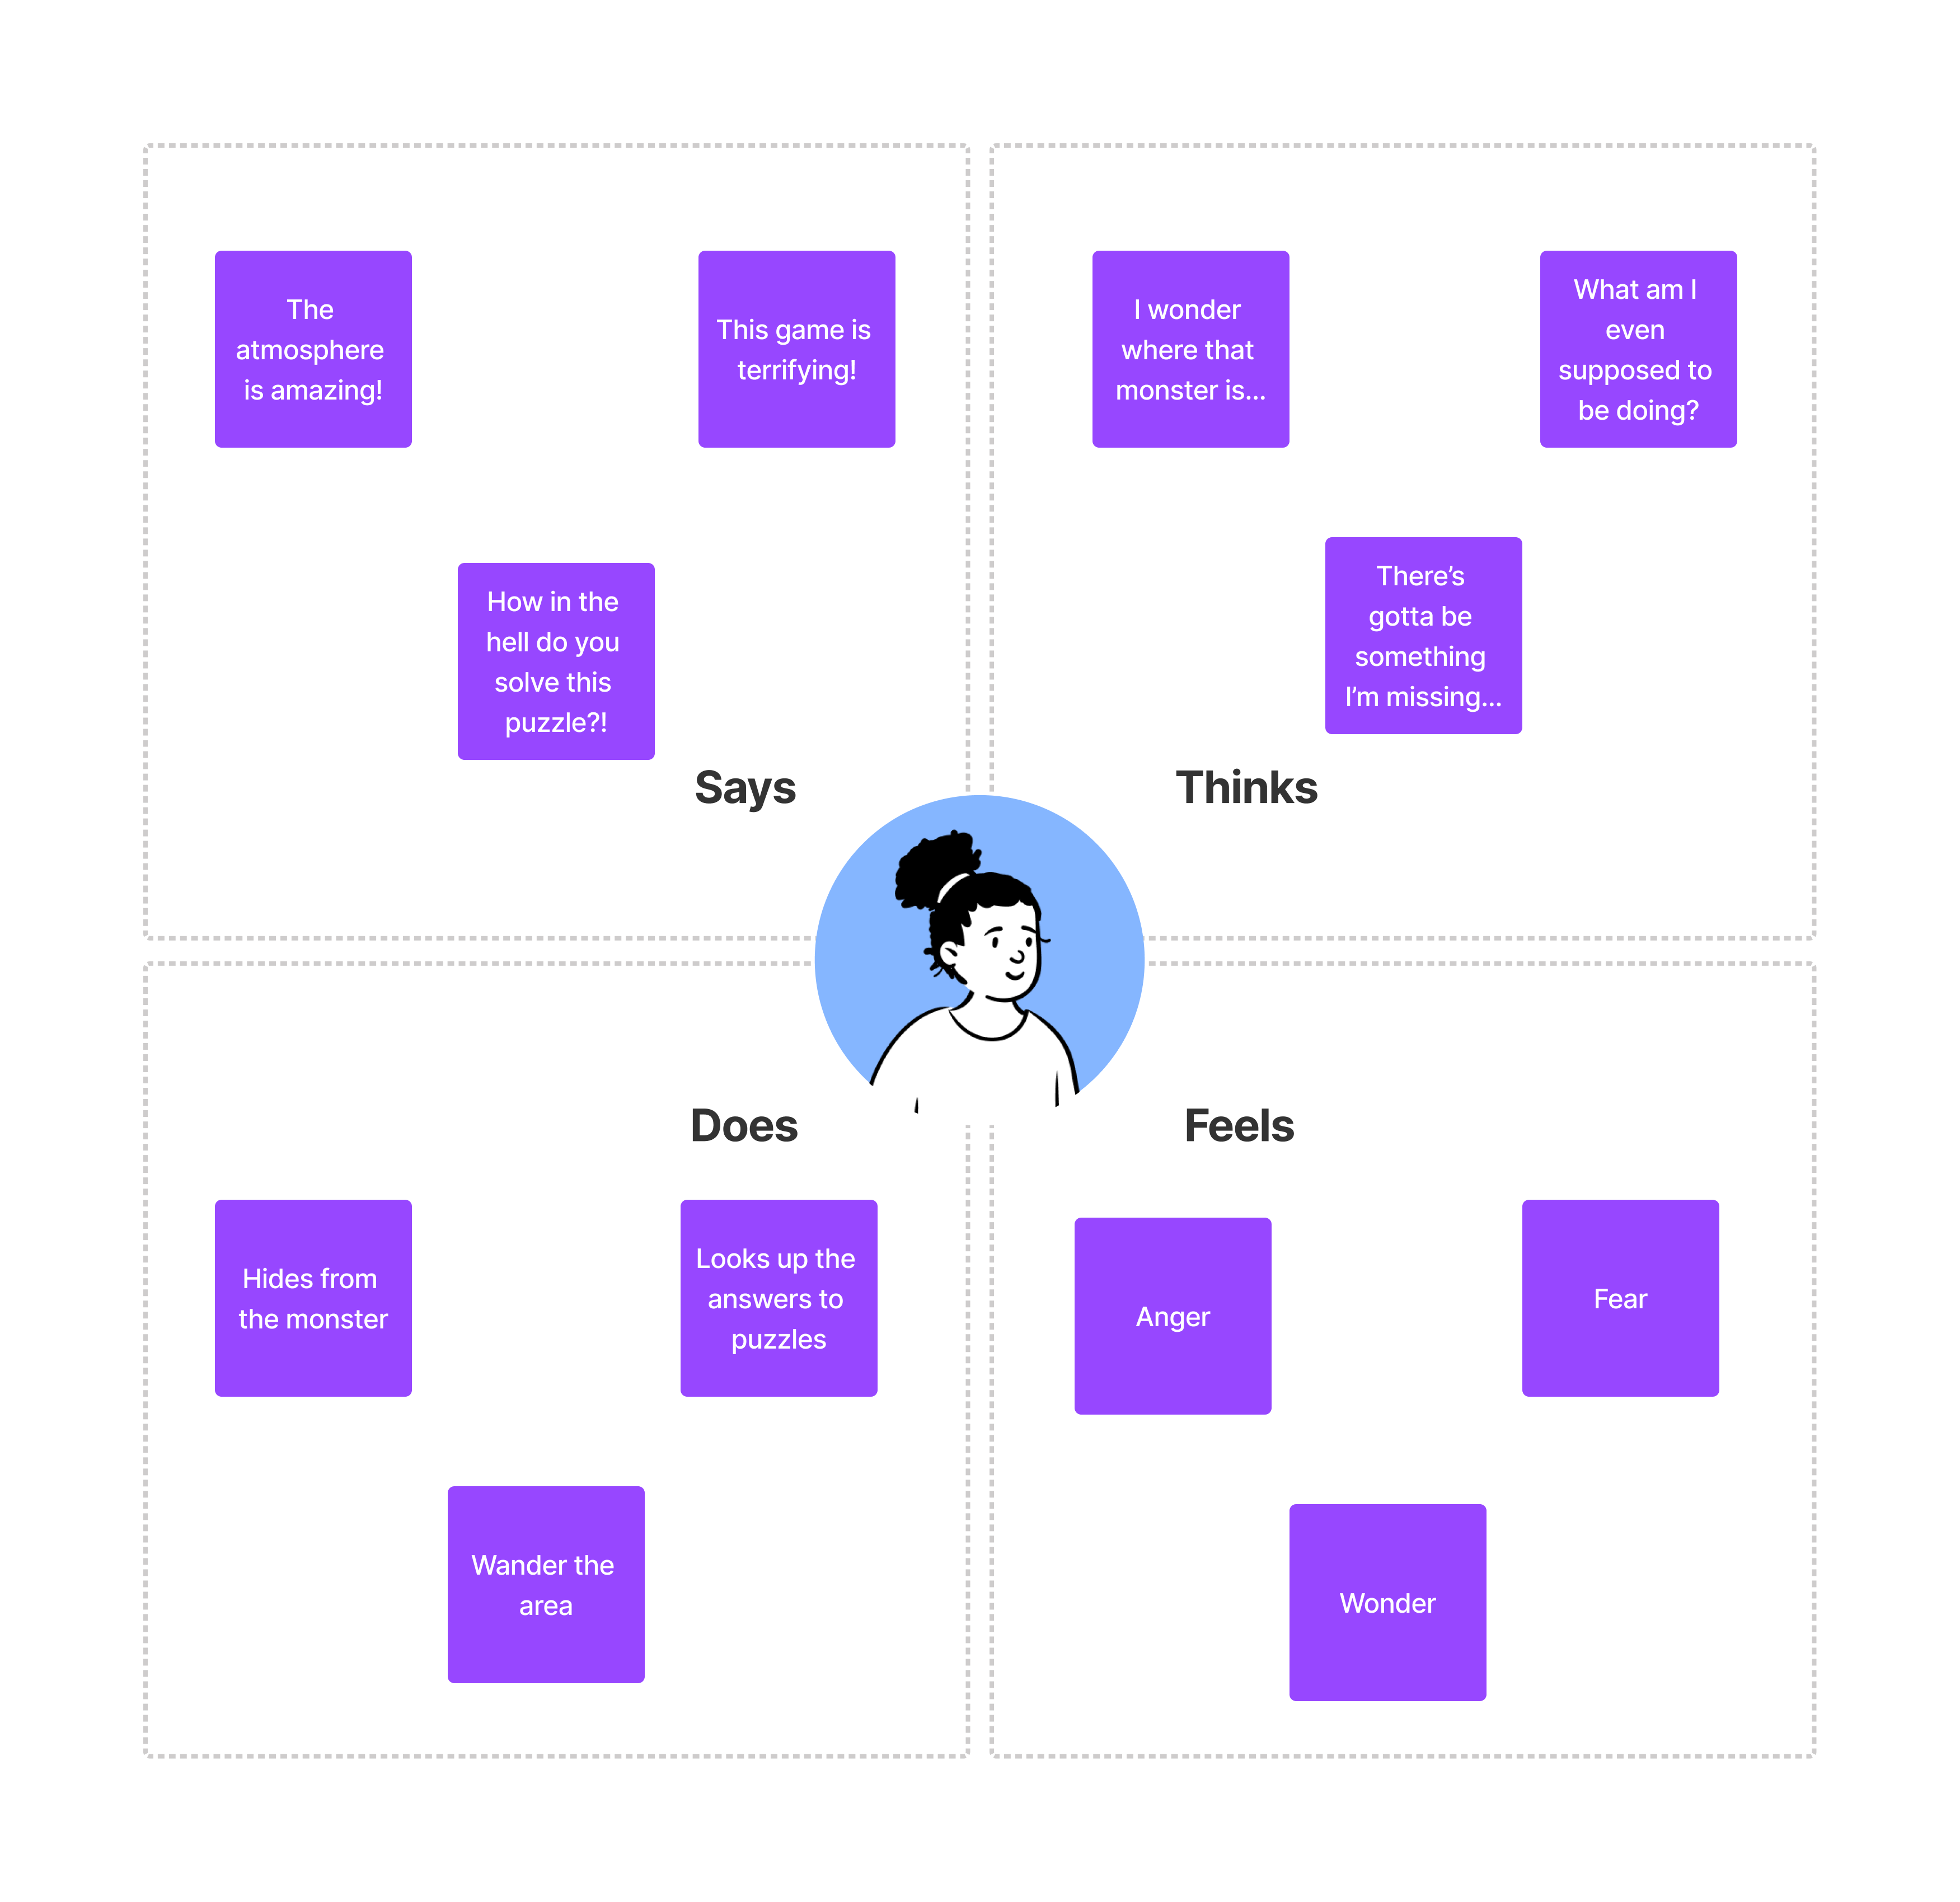 The
atmosphere
is amazing!
This game is
terrifying!
How in the
hell do you
solve this
puzzle?!
Says
I wonder
where that
monster is...
What am I
even
supposed to
be doing?
There’s
gotta be
something
I’m missing...
Thinks
Does
Hides from
the monster
Looks up the
answers to
puzzles
Wander the
area
Feels
Anger
Fear
Wonder